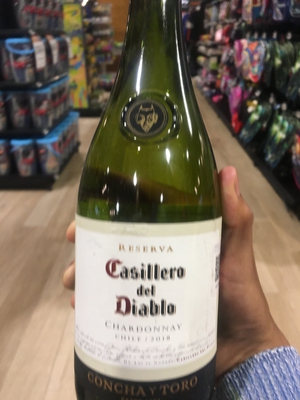 RESERVA
Casillero
del
Diablo
CHARDONNAY
CHILE / 2018
CONCHA Y TORO